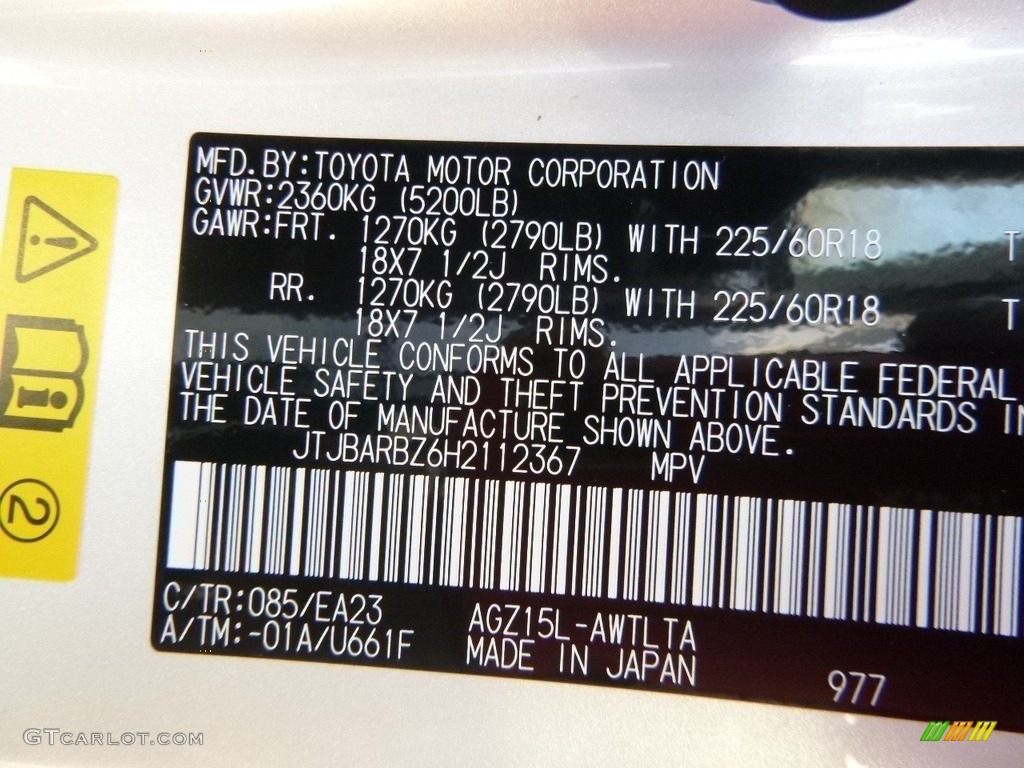 MFD.BY:TOYOTA MOTOR CORPORATION
GVWR:2360KG (5200LB)
GAWR:FRT. 1270KG (2790LB) WITH 225/60R18 T
18X7 1/2J RIMS.
RR. 1270KG (2790LB) WITH 225/60R18 T
18X7 1/2J RIMS.
THIS VEHICLE CONFORMS TO ALL APPLICABLE FEDERAL
VEHICLE SAFETY AND THEFT PREVENTION STANDARDS IN
THE DATE OF MANUFACTURE SHOWN ABOVE.
JTJBARBZ6H2112367 MPV
C/TR:085/EA23 AGZ15L-AWTLTA
A/TM:-01A/U661F MADE IN JAPAN
977
2
GTcarlot.com